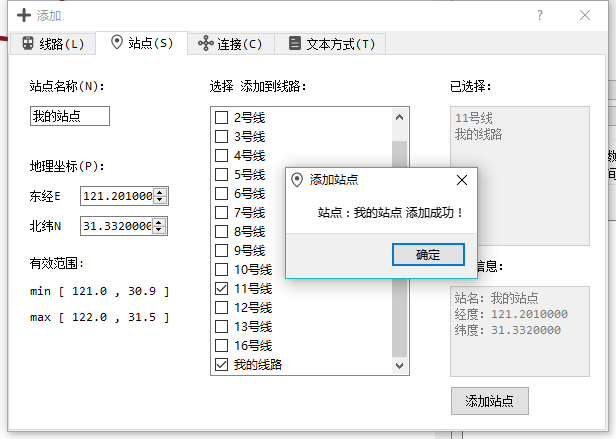 添加
线路(L)
站点(S)
连接(C)
文本方式(T)
站点名称(N):
我的站点
地理坐标(P):
东经E
121.201000
北纬N
31.3320000
有效范围:
min [ 121.0 , 30.9 ]
max [ 122.0 , 31.5 ]
选择 添加到线路:
2号线
3号线
4号线
5号线
6号线
7号线
8号线
9号线
10号线
11号线
12号线
13号线
16号线
我的线路
已选择:
11号线
我的线路
添加站点
站点：我的站点 添加成功！
确定
信息:
站名: 我的站点
经度: 121.2010000
纬度: 31.3320000
添加站点
数